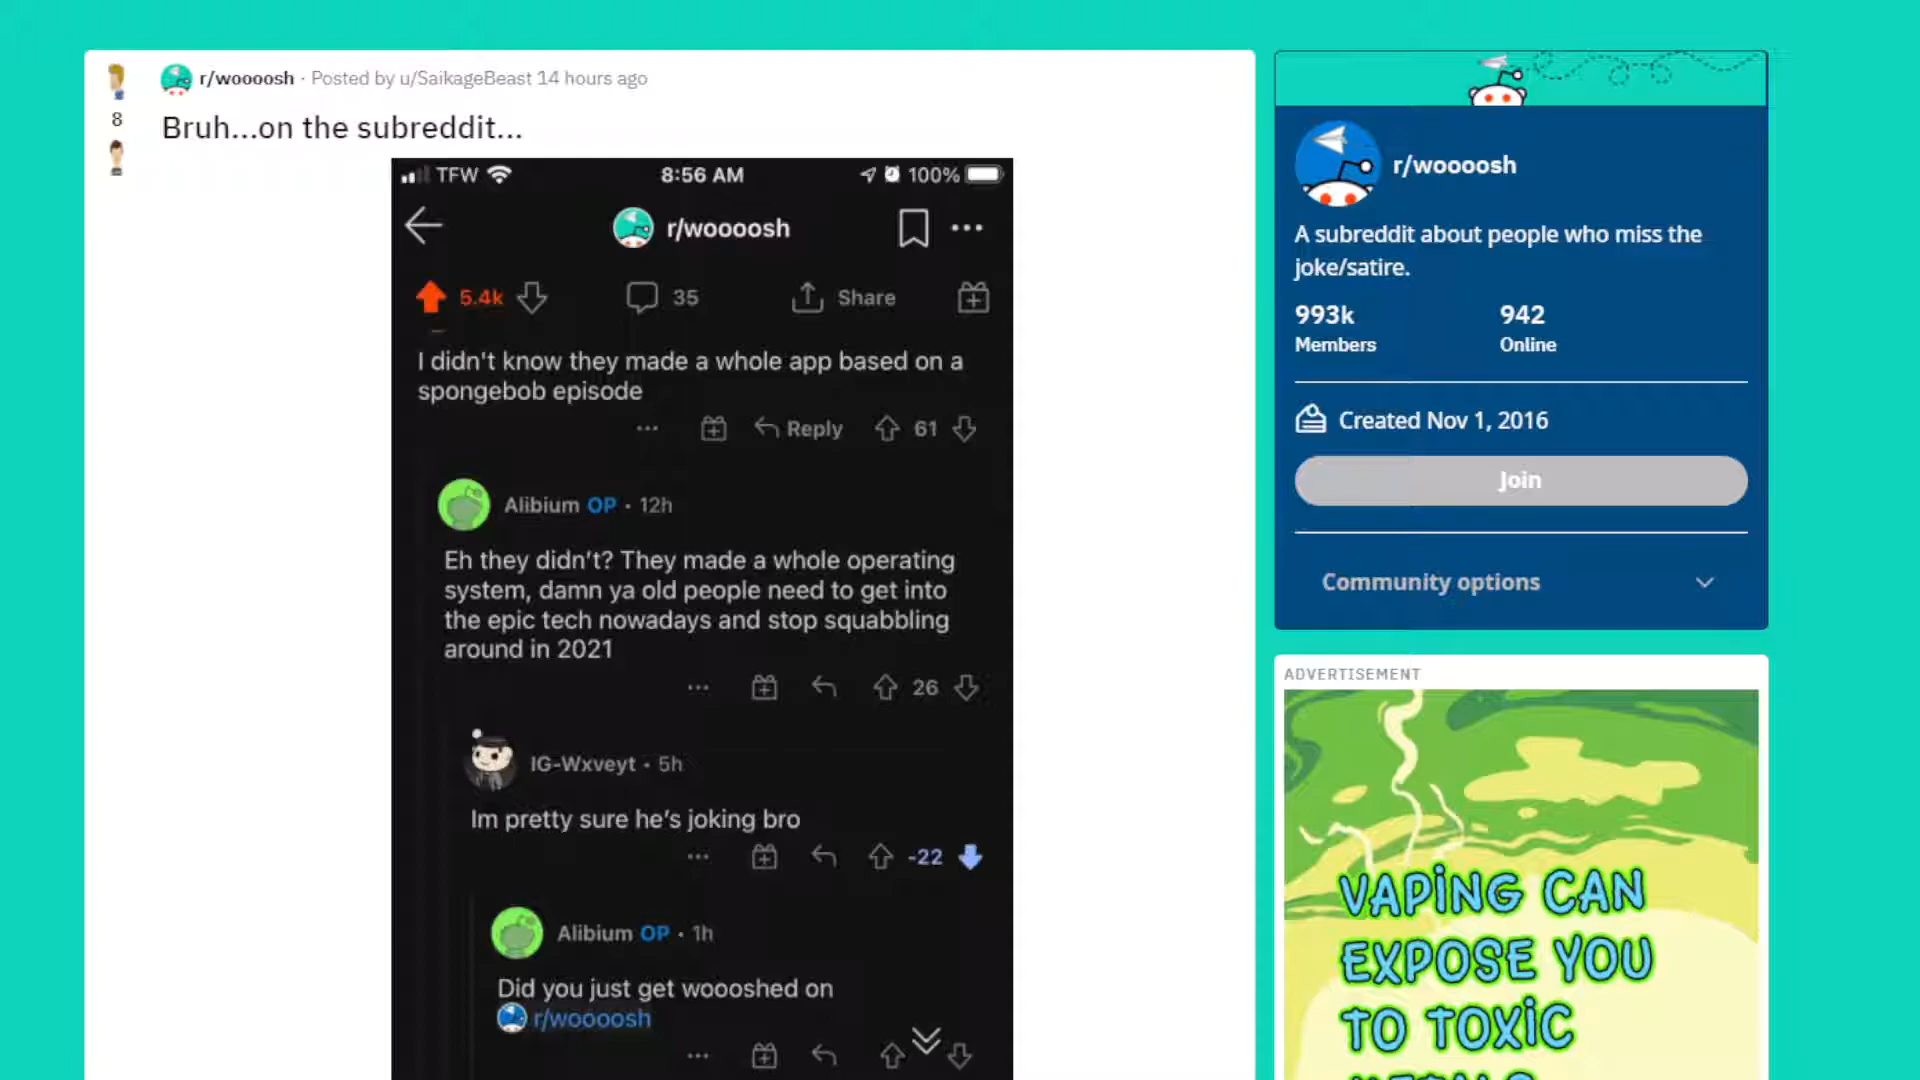 r/woooosh · Posted by u/SaikageBeast 14 hours ago
8
Bruh...on the subreddit...
TFW
8:56 AM
100%
r/woooosh
5.4k
35
Share
I didn't know they made a whole app based on a
spongebob episode
Reply
61
Alibium OP · 12h
Eh they didn't? They made a whole operating
system, damn ya old people need to get into
the epic tech nowadays and stop squabbling
around in 2021
26
IG-Wxveyt · 5h
Im pretty sure he's joking bro
-22
Alibium OP · 1h
Did you just get woooshed on
r/woooosh
r/woooosh
A subreddit about people who miss the
joke/satire.
993k
942
Members
Online
Created Nov 1, 2016
Join
Community options
ADVERTISEMENT
VAPING CAN
EXPOSE YOU
TO TOXIC